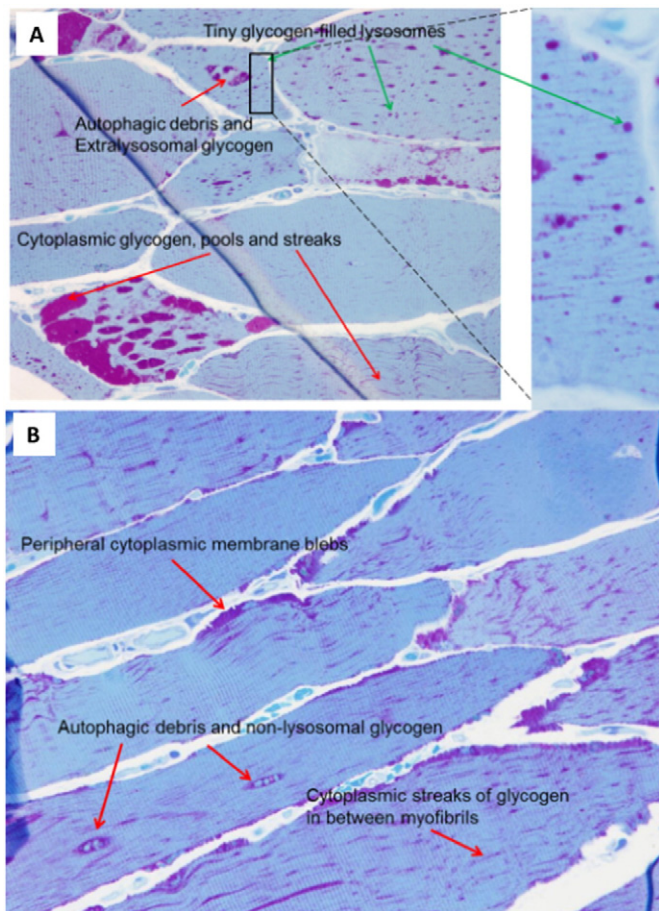 A
Tiny glycogen-filled lysosomes
Autophagic debris and
Extralysosomal glycogen
Cytoplasmic glycogen, pools and streaks
B
Peripheral cytoplasmic membrane blebs
Autophagic debris and non-lysosomal glycogen
Cytoplasmic streaks of glycogen
in between myofibrils